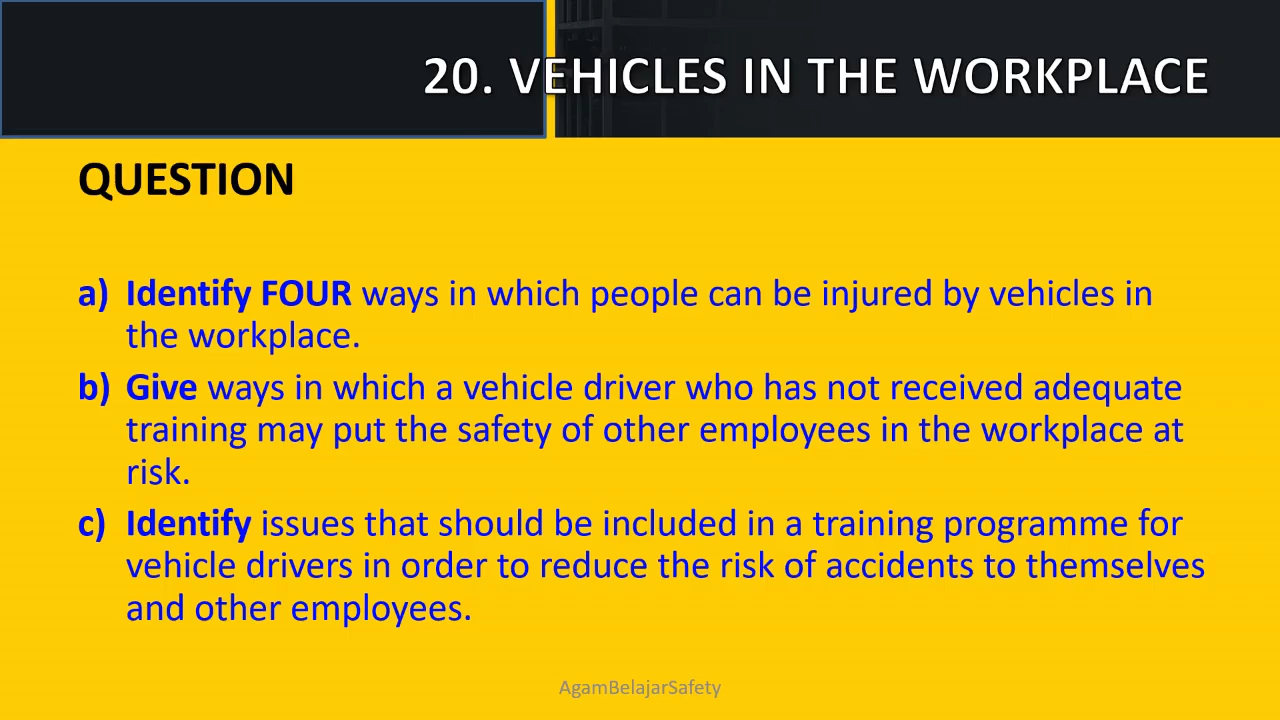 20. VEHICLES IN THE WORKPLACE
QUESTION
a) Identify FOUR ways in which people can be injured by vehicles in
the workplace.
b) Give ways in which a vehicle driver who has not received adequate
training may put the safety of other employees in the workplace at
risk.
c) Identify issues that should be included in a training programme for
vehicle drivers in order to reduce the risk of accidents to themselves
and other employees.
AgamBelajarSafety